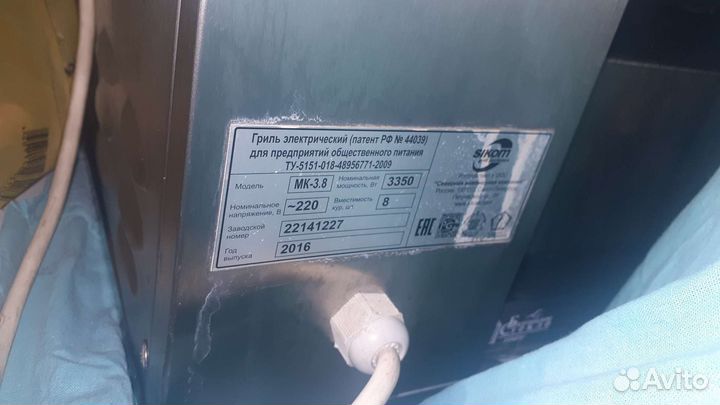 Гриль электрический (патент РФ № 44039)
для предприятий общественного питания
ТУ-5151-018-48956771-2009
Модель МК-3.8 Номинальная мощность, Вт 3350
Номинальное напряжение, В ~220 Вместимость кур, шт 8
Заводской номер 22141227
Год выпуска 2016
sikom
EAC
Avito